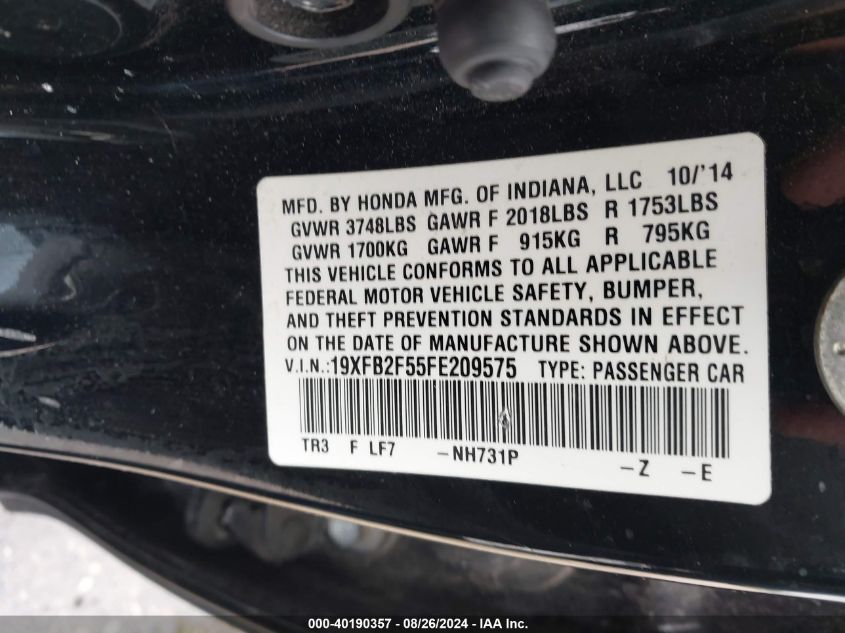 MFD. BY HONDA MFG. OF INDIANA, LLC 10/'14
GVWR 3748LBS GAWR F 2018LBS R 1753LBS
GVWR 1700KG GAWR F 915KG R 795KG
THIS VEHICLE CONFORMS TO ALL APPLICABLE
FEDERAL MOTOR VEHICLE SAFETY, BUMPER,
AND THEFT PREVENTION STANDARDS IN EFFECT
ON THE DATE OF MANUFACTURE SHOWN ABOVE.
V.I.N.:19XFB2F55FE209575 TYPE: PASSENGER CAR
TR3 F LF7 -NH731P -Z -E
000-40190357 - 08/26/2024 - IAA Inc.